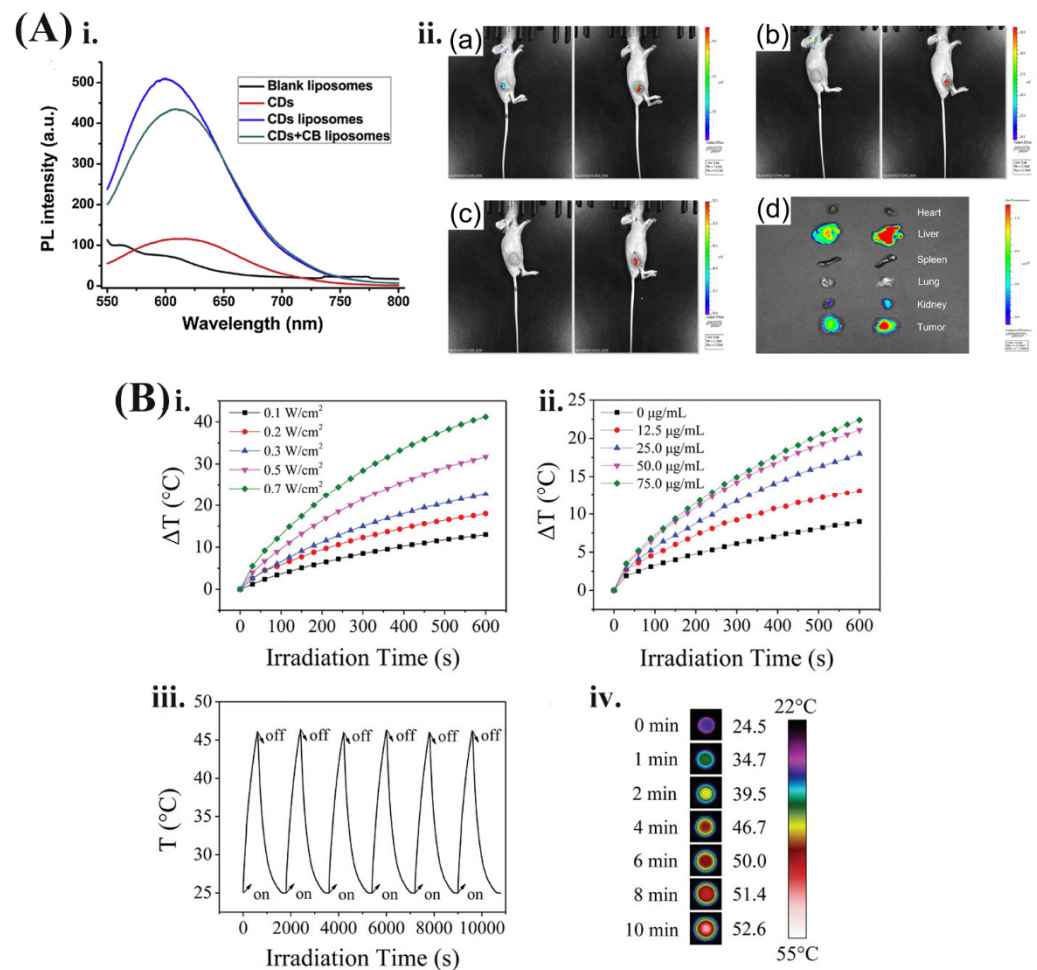 (A) i.
PL intensity (a.u.)
500
400
300
200
100
0
Blank liposomes
CDs
CDs liposomes
CDs+CB liposomes
550
600
650
700
750
800
Wavelength (nm)
ii. (a)
(b)
(c)
(d)
Heart
Liver
Spleen
Lung
Kidney
Tumor
(B) i.
ΔT (°C)
40
30
20
10
0
0.1 W/cm²
0.2 W/cm²
0.3 W/cm²
0.5 W/cm²
0.7 W/cm²
0 100 200 300 400 500 600
Irradiation Time (s)
ii.
ΔT (°C)
25
20
15
10
5
0
0 μg/mL
12.5 μg/mL
25.0 μg/mL
50.0 μg/mL
75.0 μg/mL
0 100 200 300 400 500 600
Irradiation Time (s)
iii.
T (°C)
50
45
40
35
30
25
off off off off off off
on on on on on on
0 2000 4000 6000 8000 10000
Irradiation Time (s)
iv.
22°C
0 min 24.5
1 min 34.7
2 min 39.5
4 min 46.7
6 min 50.0
8 min 51.4
10 min 52.6
55°C